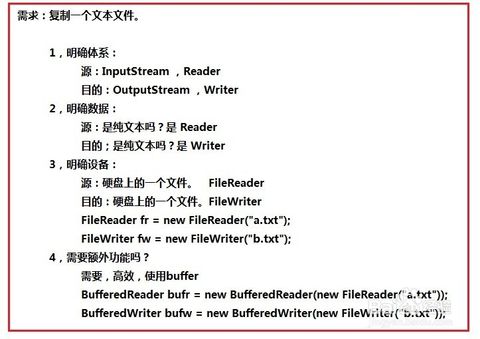 需求：复制一个文本文件。
1，明确体系：
源：InputStream ，Reader
目的：OutputStream ，Writer
2，明确数据：
源：是纯文本吗？是 Reader
目的；是纯文本吗？是 Writer
3，明确设备：
源：硬盘上的一个文件。 FileReader
目的：硬盘上的一个文件。FileWriter
FileReader fr = new FileReader("a.txt");
FileWriter fw = new FileWriter("b.txt");
4，需要额外功能吗？
需要，高效，使用buffer
BufferedReader bufr = new BufferedReader(new FileReader("a.txt"));
BufferedWriter bufw = new BufferedWriter(new FileWriter("b.txt"));